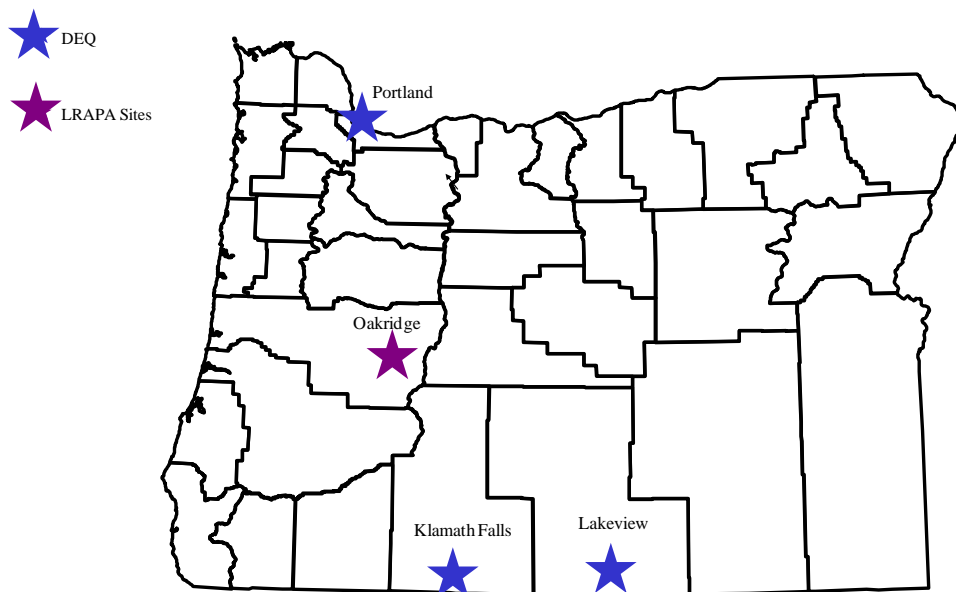 DEQ
LRAPA Sites
Portland
Oakridge
Klamath Falls
Lakeview